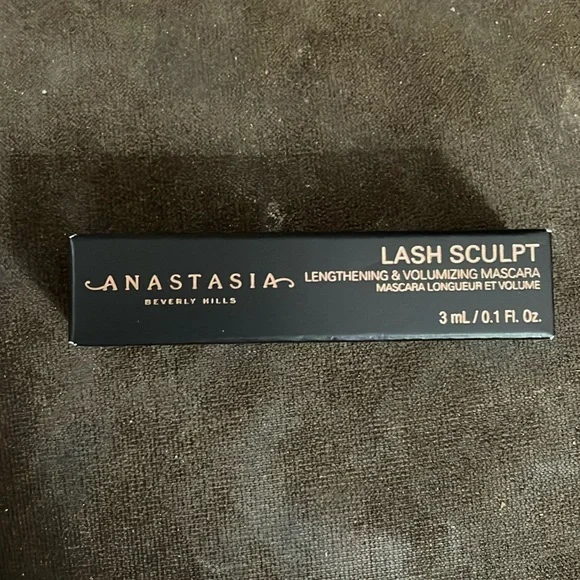 ANASTASIA
BEVERLY HILLS
LASH SCULPT
LENGTHENING & VOLUMIZING MASCARA
MASCARA LONGUEUR ET VOLUME
3 mL / 0.1 Fl. Oz.